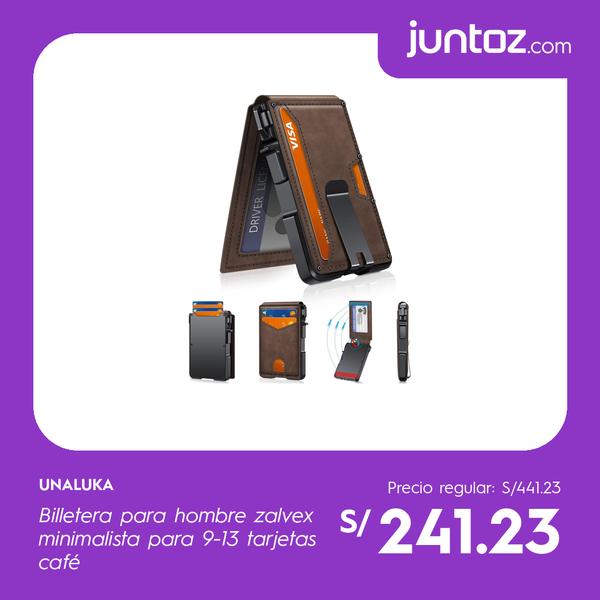 juntoz.com
VISA
DRIVER LICE
UNALUKA
Billetera para hombre zalvex
minimalista para 9-13 tarjetas
café
Precio regular: S/441.23
S/241.23